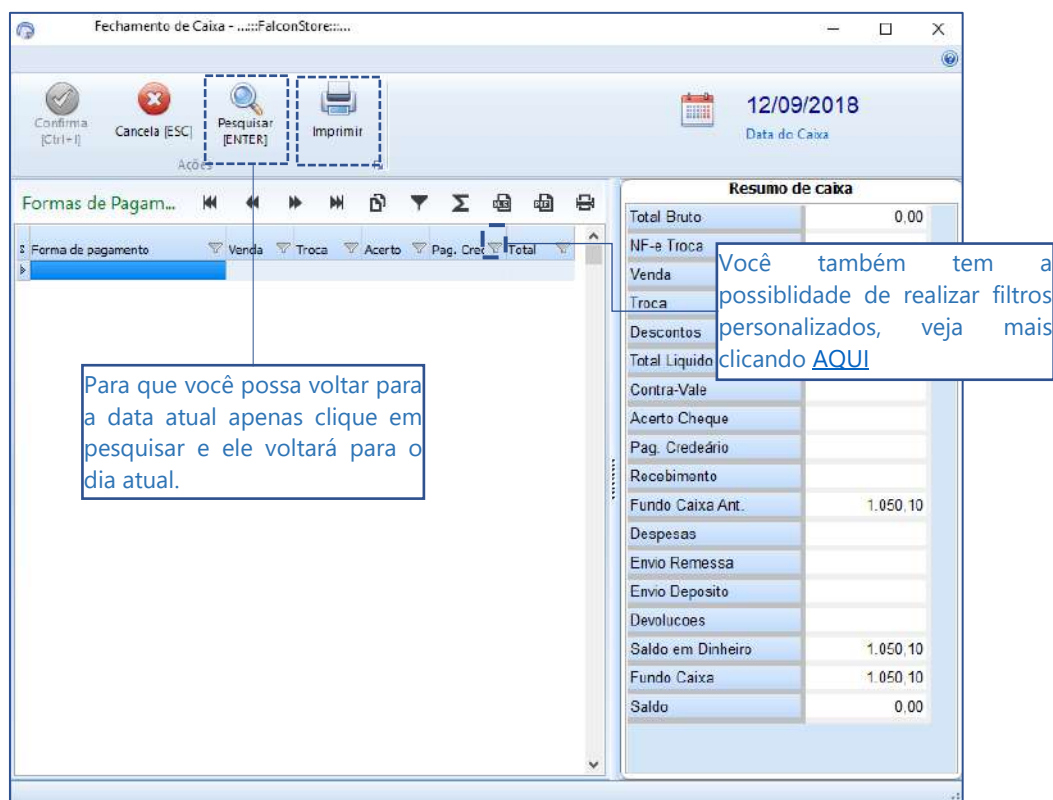 Fechamento de Caixa - ...:::FalconStore:::...
Confirma
[Ctrl+I]
Cancela [ESC]
Pesquisar
[ENTER]
Imprimir
Ações
12/09/2018
Data do Caixa
Formas de Pagam...
Resumo de caixa
Forma de pagamento Venda Troca Acerto Pag. Cred Total
Total Bruto 0,00
NF-e Troca
Venda
Troca
Descontos
Total Liquido
Contra-Vale
Acerto Cheque
Pag. Credeário
Recebimento
Fundo Caixa Ant. 1.050,10
Despesas
Envio Remessa
Envio Deposito
Devolucoes
Saldo em Dinheiro 1.050,10
Fundo Caixa 1.050,10
Saldo 0,00
Você também tem a
possiblidade de realizar filtros
personalizados, veja mais
clicando AQUI
Para que você possa voltar para
a data atual apenas clique em
pesquisar e ele voltará para o
dia atual.